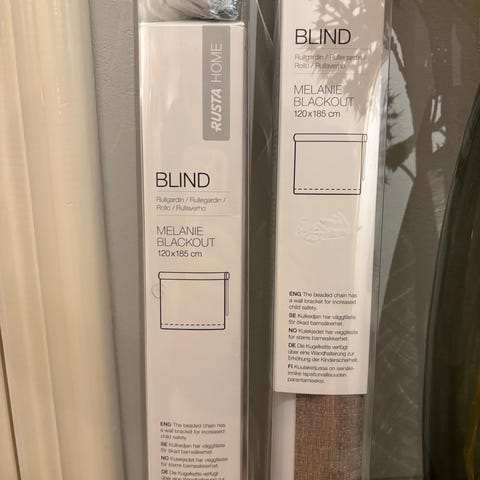 RUSTA HOME
BLIND
Rullgardin / Rullegardin /
Rollo / Rullaverho
MELANIE
BLACKOUT
120x185 cm
ENG The beaded chain has
a wall bracket for increased
child safety.
SE Kulkedjan har väggfäste
för ökad barnsäkerhet.
NO Kulekjedet har veggfeste
for større barnesikkerhet.
DE Die Kugelkette verfügt
BLIND
Rullgardin / Rullegardin /
Rollo / Rullaverho
MELANIE
BLACKOUT
120x185 cm
ENG The beaded chain has
a wall bracket for increased
child safety.
SE Kulkedjan har väggfäste
för ökad barnsäkerhet.
NO Kulekjedet har veggfeste
for større barnesikkerhet.
DE Die Kugelkette verfügt
über eine Wandhalterung zur
Erhöhung der Kindersicherheit.
FI Kuulaketjussa on seinäkiinnike
lapsiturvallisuuden
parantamiseksi.